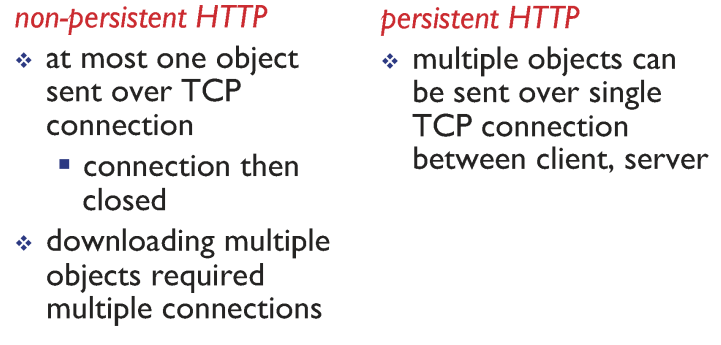 non-persistent HTTP
at most one object
sent over TCP
connection
connection then
closed
downloading multiple
objects required
multiple connections
persistent HTTP
multiple objects can
be sent over single
TCP connection
between client, server